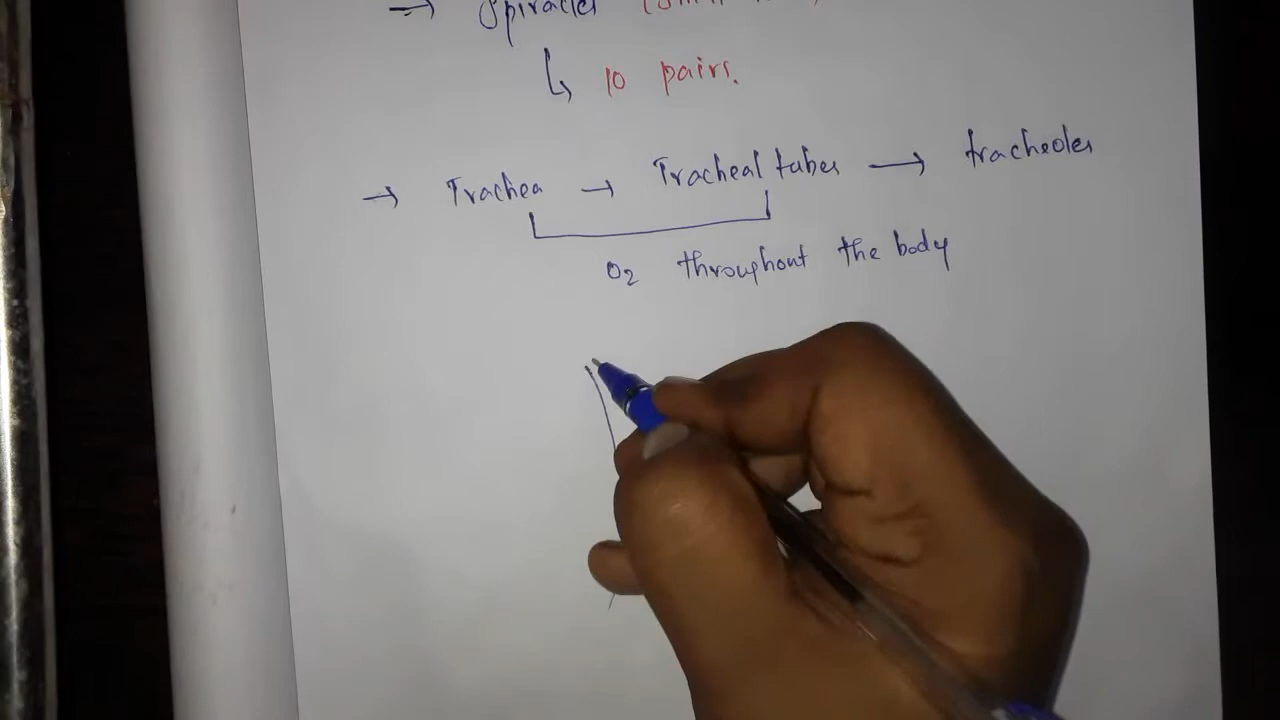 → Spiracles
↳ 10 pairs.
→ Trachea → Tracheal tubes → tracheoles
O2 throughout the body